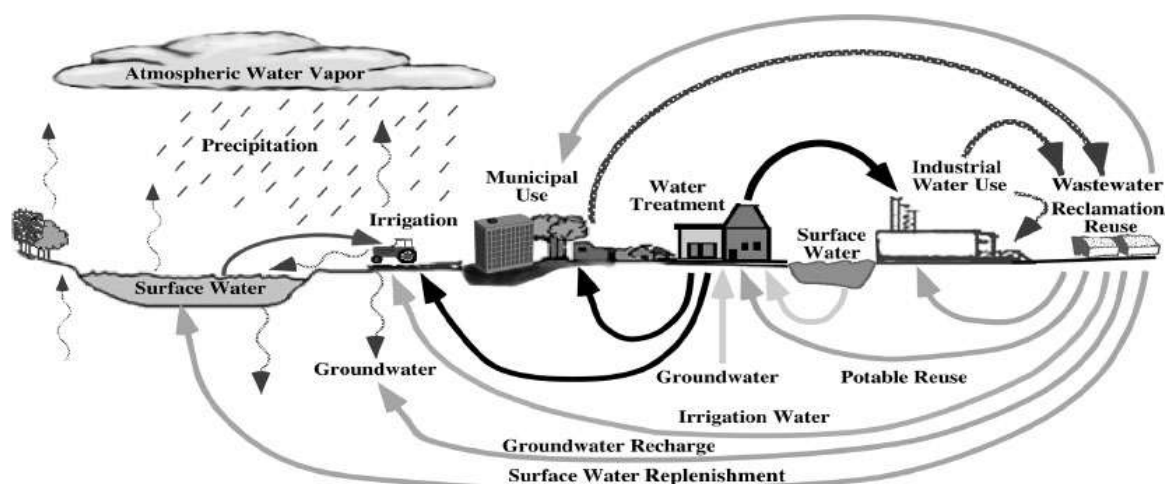 Atmospheric Water Vapor
Precipitation
Municipal
Use
Irrigation
Water
Treatment
Industrial
Water Use
Wastewater
Reclamation
Reuse
Surface
Water
Surface Water
Groundwater
Groundwater
Potable Reuse
Irrigation Water
Groundwater Recharge
Surface Water Replenishment